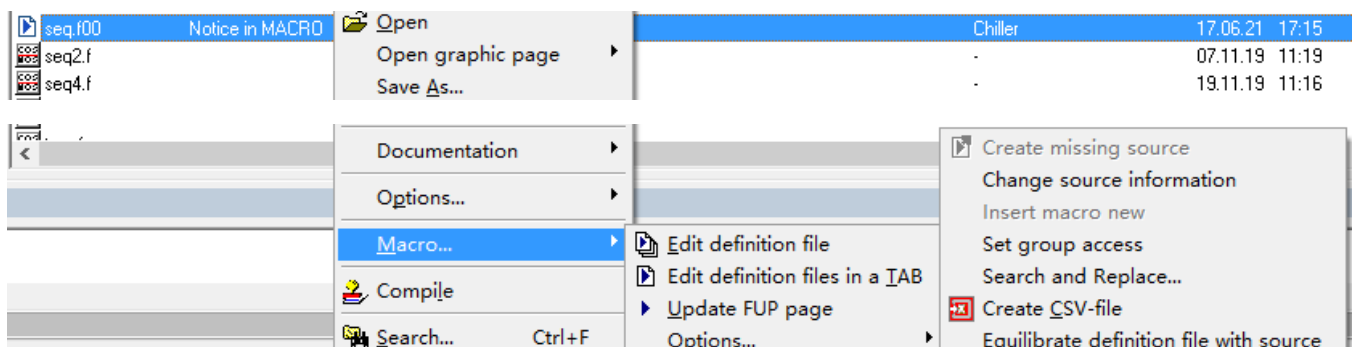 seq.f00 Notice in MACRO Open Chiller 17.06.21 17:15
seq2.f Open graphic page - 07.11.19 11:19
seq4.f Save As... - 19.11.19 11:16
Documentation
Create missing source
Change source information
Options...
Insert macro new
Macro...
Edit definition file
Set group access
Edit definition files in a TAB
Search and Replace...
Compile
Update FUP page
Create CSV-file
Search... Ctrl+F
Options...
Equilibrate definition file with source